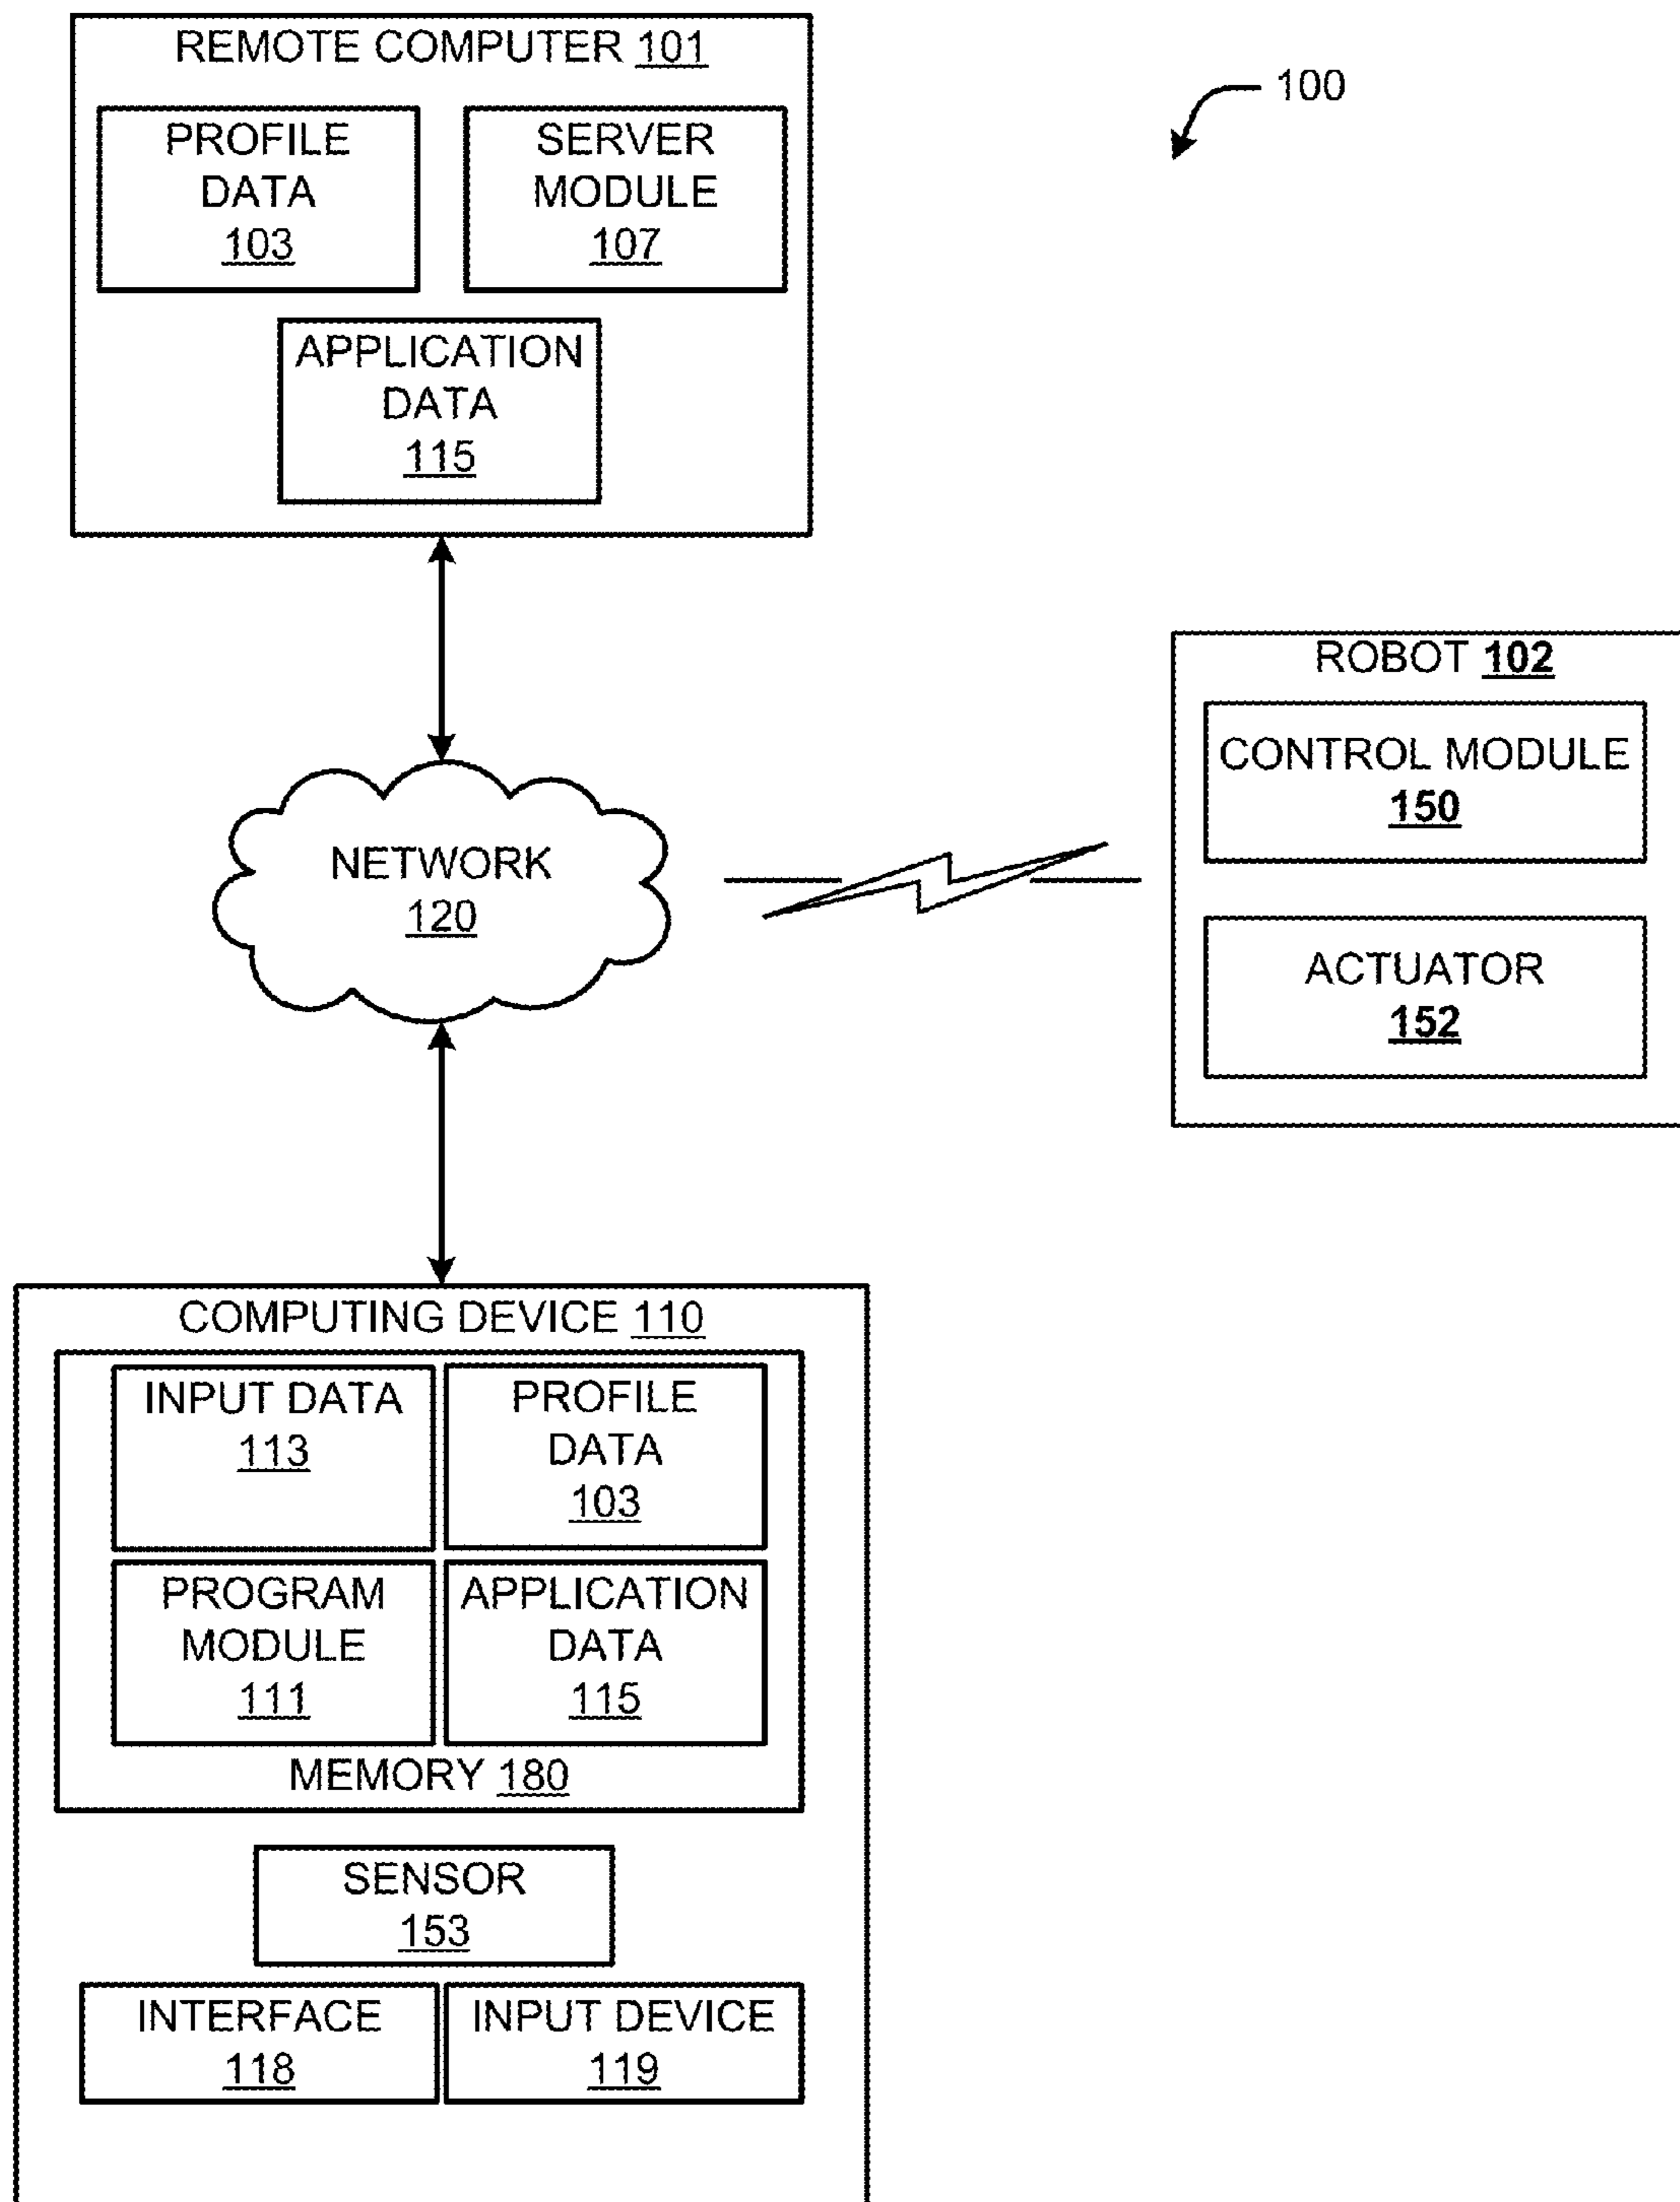 REMOTE COMPUTER 101
100
PROFILE
DATA
103
SERVER
MODULE
107
APPLICATION
DATA
115
ROBOT 102
CONTROL MODULE
150
ACTUATOR
152
NETWORK
120
COMPUTING DEVICE 110
INPUT DATA
113
PROFILE
DATA
103
PROGRAM
MODULE
111
APPLICATION
DATA
115
MEMORY 180
SENSOR
153
INTERFACE
118
INPUT DEVICE
119